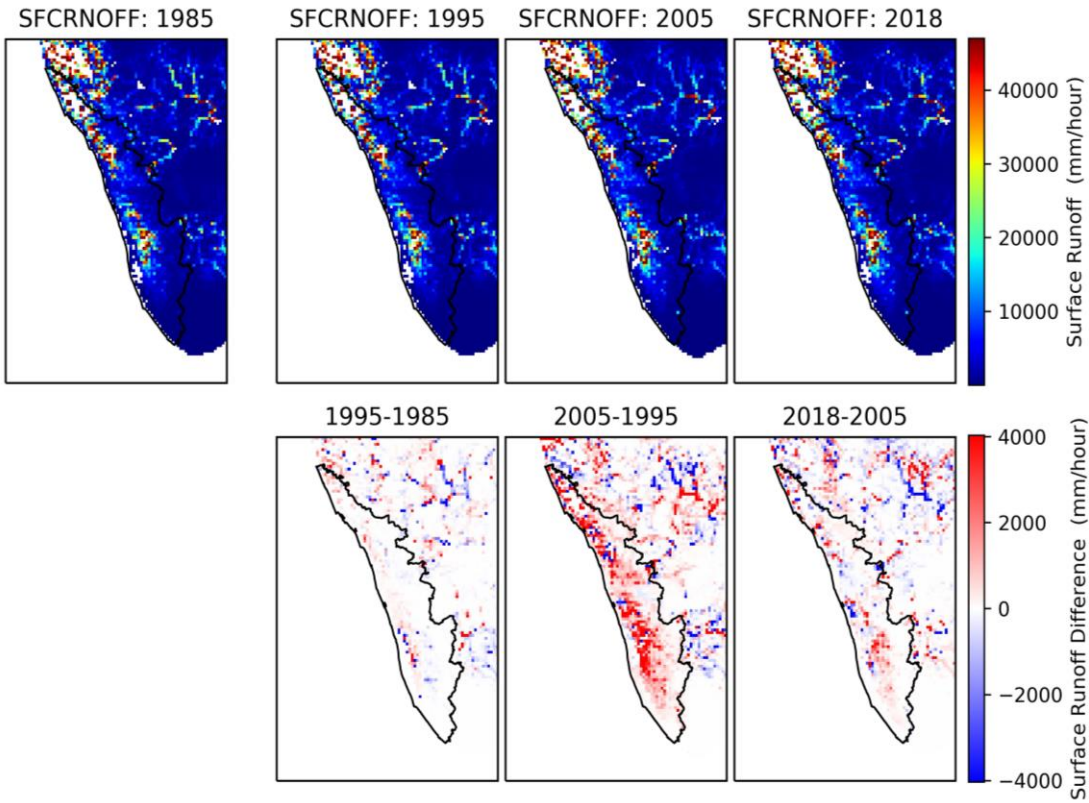 SFCRNOFF: 1985
SFCRNOFF: 1995
SFCRNOFF: 2005
SFCRNOFF: 2018
40000
30000
20000
10000
Surface Runoff (mm/hour)
1995-1985
2005-1995
2018-2005
4000
2000
0
−2000
−4000
Surface Runoff Difference (mm/hour)